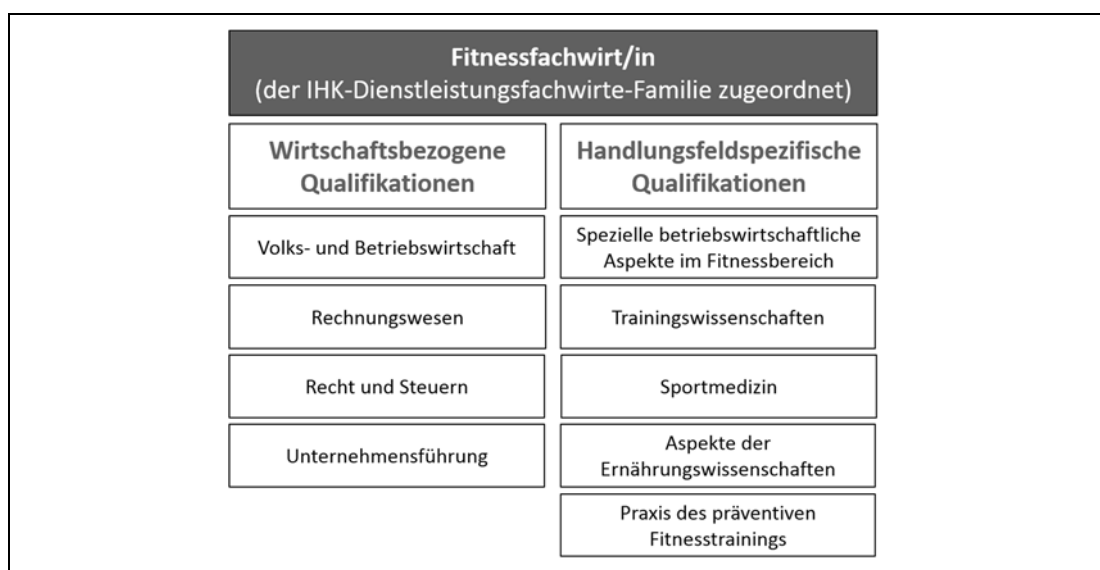 Fitnessfachwirt/in
(der IHK-Dienstleistungsfachwirte-Familie zugeordnet)
Wirtschaftsbezogene
Qualifikationen
Handlungsfeldspezifische
Qualifikationen
Volks- und Betriebswirtschaft
Spezielle betriebswirtschaftliche
Aspekte im Fitnessbereich
Rechnungswesen
Trainingswissenschaften
Recht und Steuern
Sportmedizin
Unternehmensführung
Aspekte der
Ernährungswissenschaften
Praxis des präventiven
Fitnesstrainings